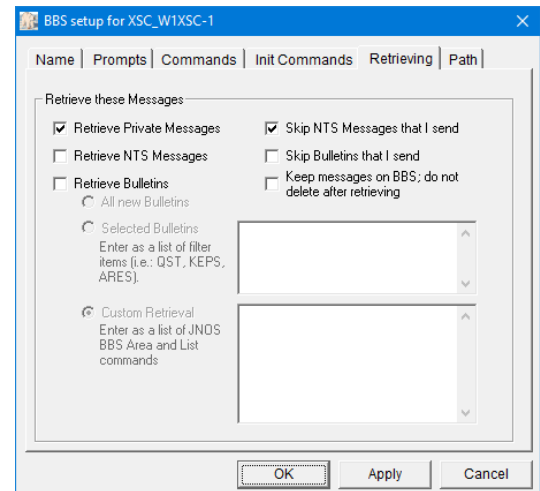 BBS setup for XSC_W1XSC-1
Name Prompts Commands Init Commands Retrieving Path
Retrieve these Messages
Retrieve Private Messages
Skip NTS Messages that I send
Retrieve NTS Messages
Skip Bulletins that I send
Retrieve Bulletins
Keep messages on BBS; do not
delete after retrieving
All new Bulletins
Selected Bulletins
Enter as a list of filter
items (i.e.: QST, KEPS,
ARES).
Custom Retrieval
Enter as a list of JNOS
BBS Area and List
commands
OK Apply Cancel